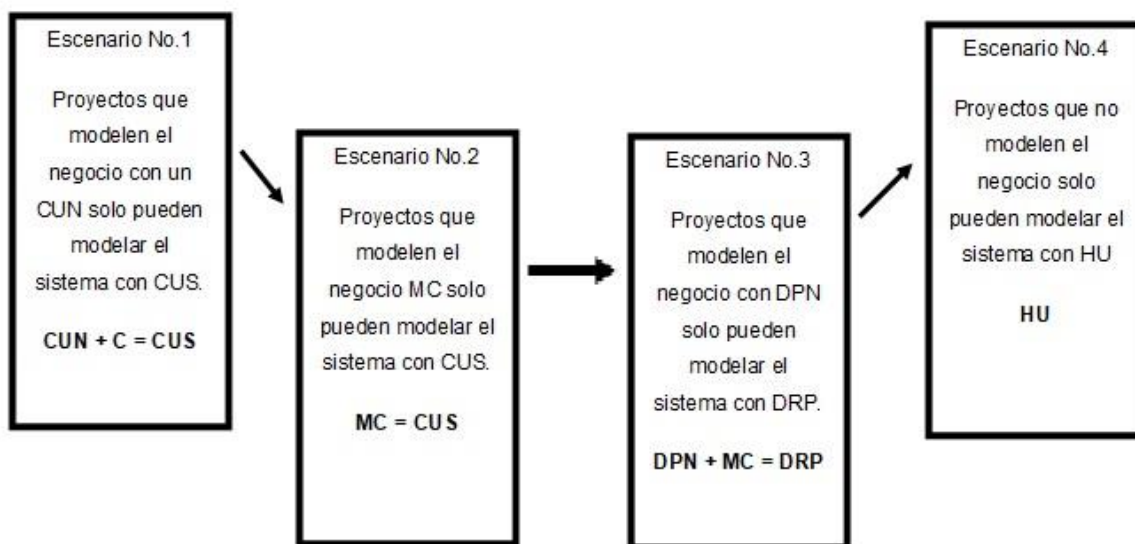 Escenario No.1
Proyectos que
modelen el
negocio con un
CUN solo pueden
modelar el
sistema con CUS.
CUN + C = CUS
Escenario No.2
Proyectos que
modelen el
negocio MC solo
pueden modelar el
sistema con CUS.
MC = CUS
Escenario No.3
Proyectos que
modelen el
negocio con DPN
solo pueden
modelar el
sistema con DRP.
DPN + MC = DRP
Escenario No.4
Proyectos que no
modelen el
negocio solo
pueden modelar el
sistema con HU
HU